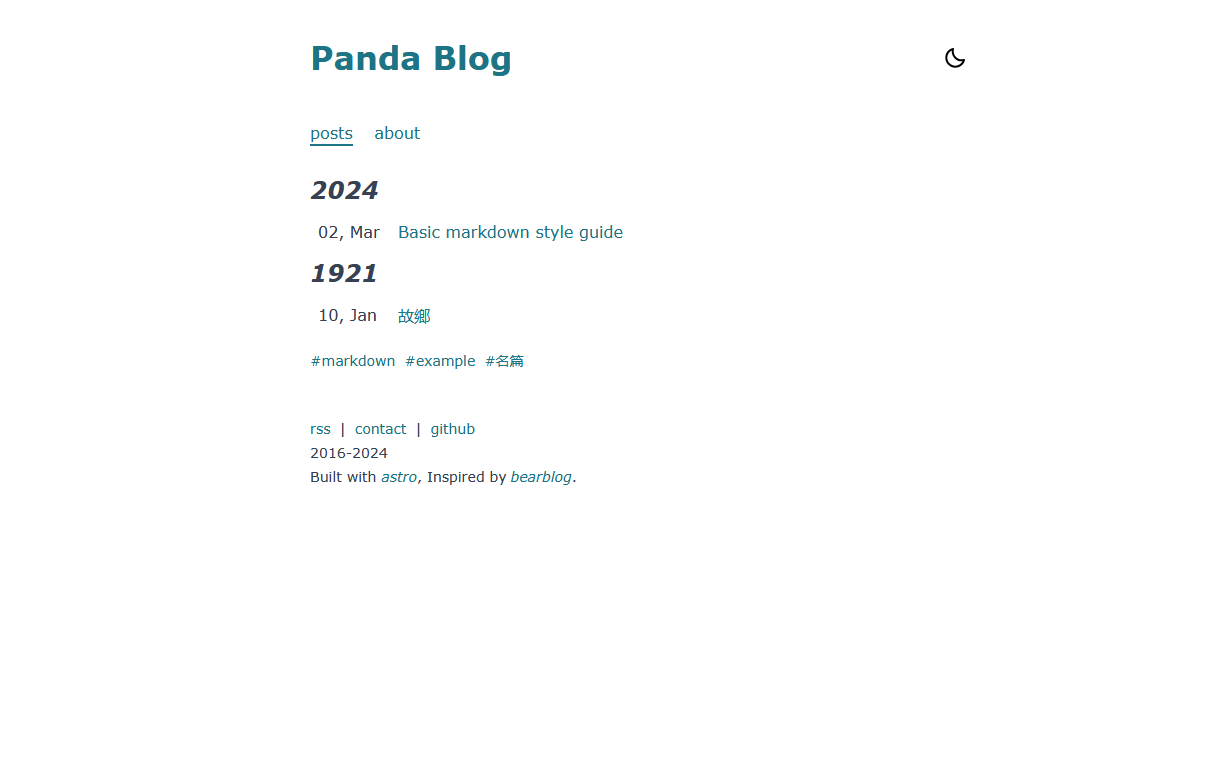 Panda Blog
posts about
2024
02, Mar Basic markdown style guide
1921
10, Jan 故鄉
#markdown #example #名篇
rss | contact | github
2016-2024
Built with astro, Inspired by bearblog.